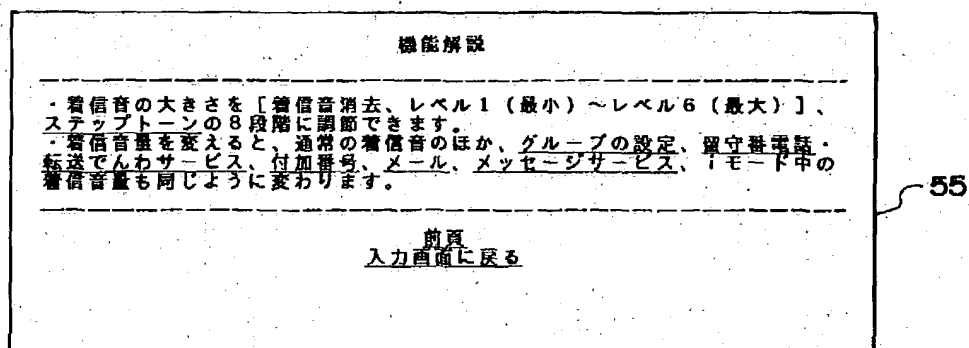 機能解説
・着信音の大きさを[着信音消去、レベル1(最小)~レベル6(最大)]、
ステップトーンの8段階に調節できます。
・着信音量を変えると、通常の着信音のほか、グループの設定、留守番電話・
転送でんわサービス、付加番号、メール、メッセージサービス、iモード中の
着信音量も同じように変わります。
前頁
入力画面に戻る
55